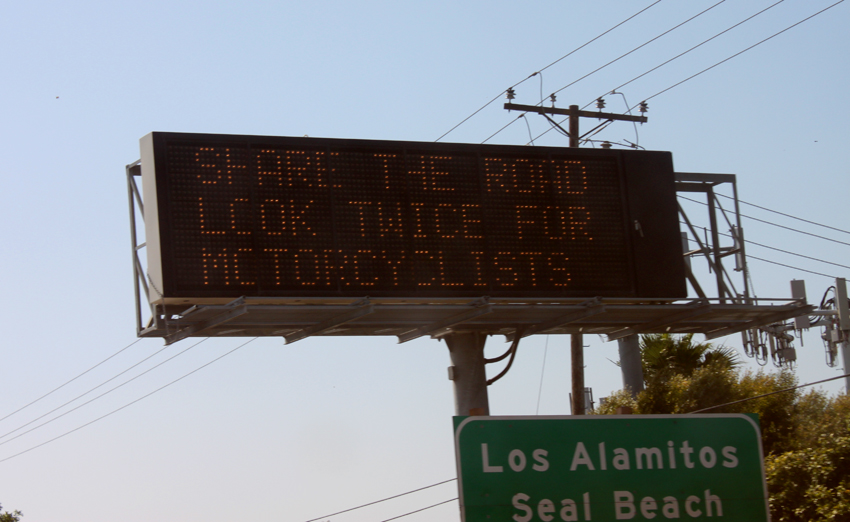 SHARE THE ROAD
LOOK TWICE FOR
MOTORCYCLISTS
Los Alamitos
Seal Beach